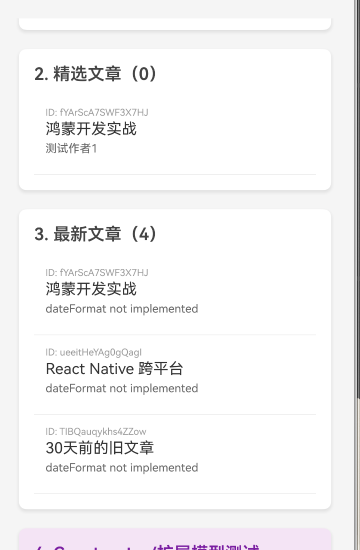 2. 精选文章（0）
ID: fYArScA7SWF3X7HJ
鸿蒙开发实战
测试作者1
3. 最新文章（4）
ID: fYArScA7SWF3X7HJ
鸿蒙开发实战
dateFormat not implemented
ID: ueeitHeYAg0gQagI
React Native 跨平台
dateFormat not implemented
ID: TIBQauqykhs4ZZow
30天前的旧文章
dateFormat not implemented